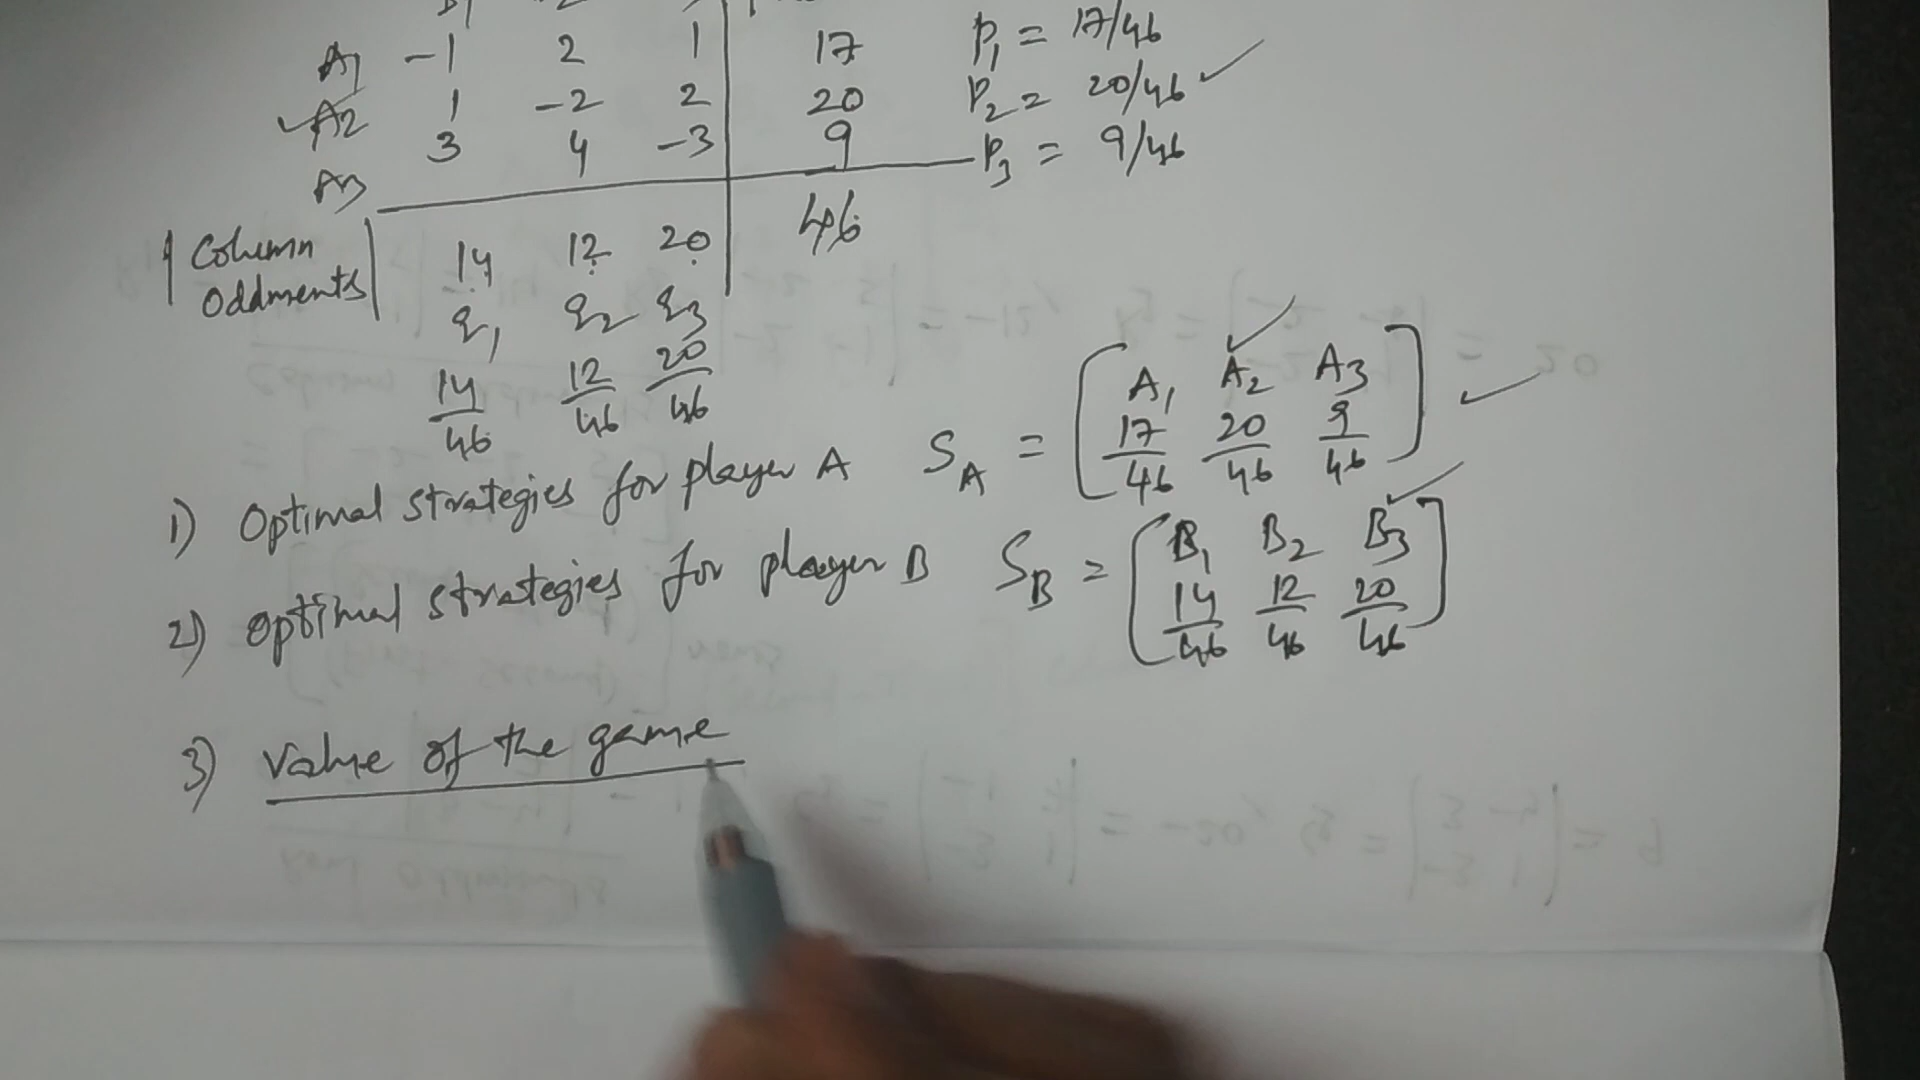 A1 -1 2 1 17 P1 = 17/46
A2 1 -2 2 20 P2 = 20/46
A3 3 4 -3 9 P3 = 9/46
46
Column
oddments 14 12 20
q1 q2 q3
14/46 12/46 20/46
1) Optimal strategies for player A SA = [A1 A2 A3
17/46 20/46 9/46]
2) Optimal strategies for player B SB = [B1 B2 B3
14/46 12/46 20/46]
3) Value of the game